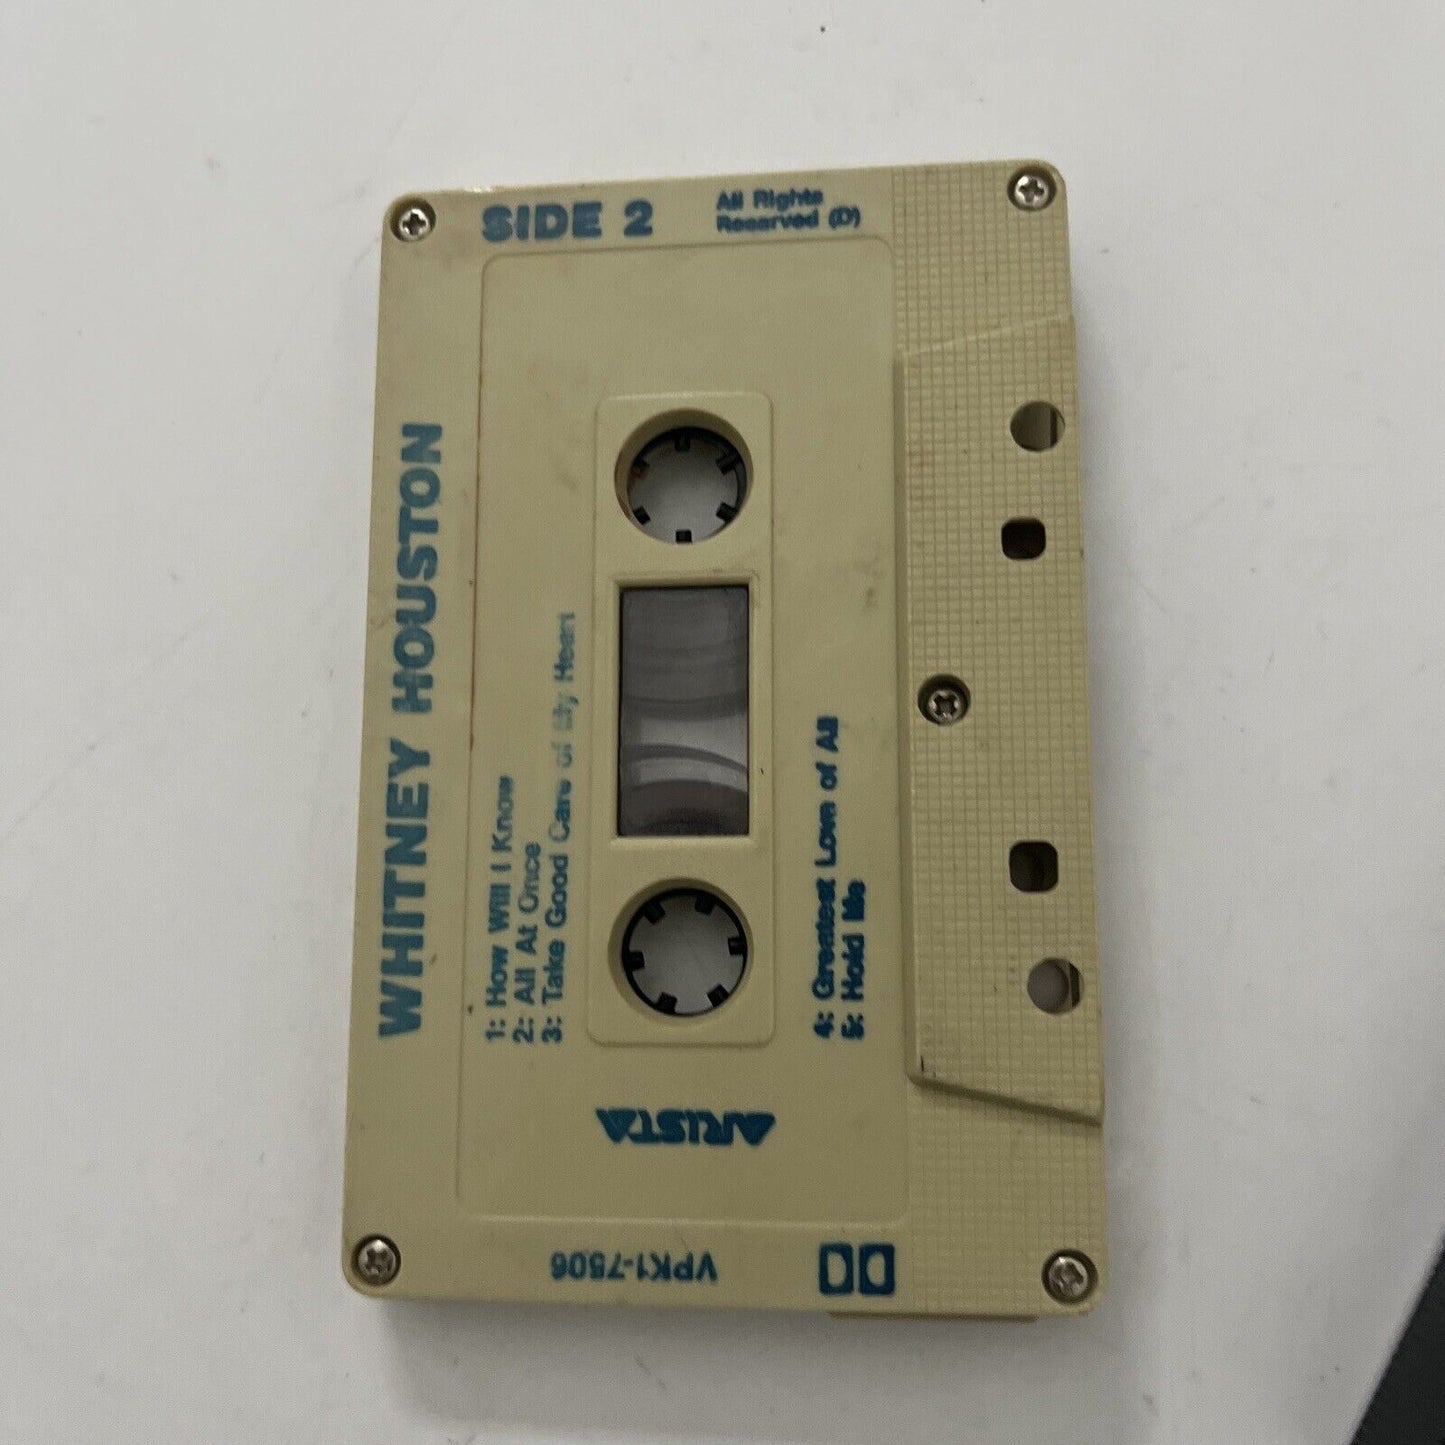 SIDE 2
All Rights
Reserved (D)
WHITNEY HOUSTON
1: How Will I Know
2: All At Once
3: Take Good Care of My Heart
4: Greatest Love of All
5: Hold Me
ARISTA
VPK1-7506